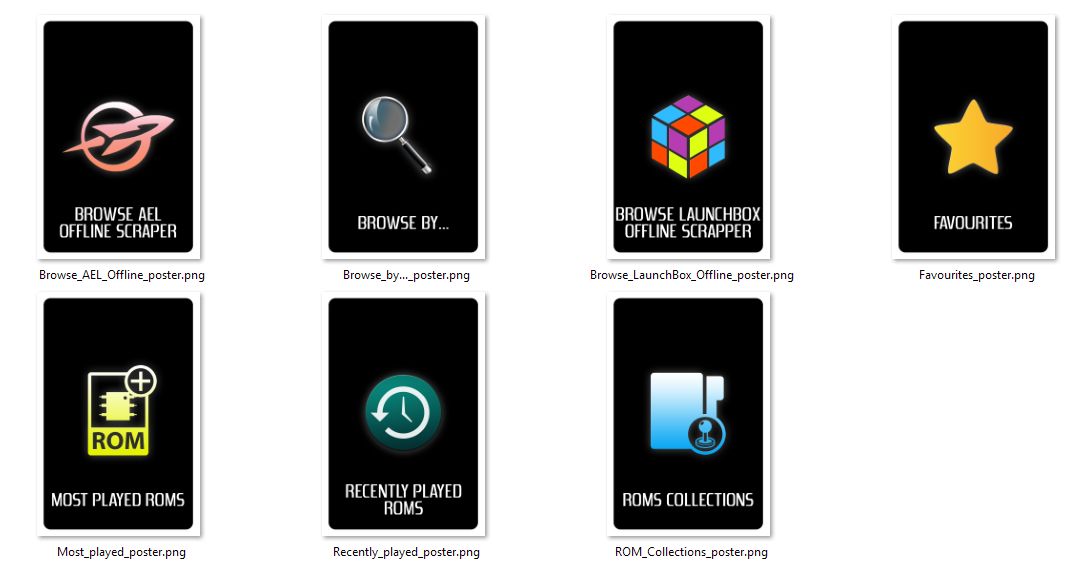 BROWSE AEL
OFFLINE SCRAPER
Browse_AEL_Offline_poster.png
BROWSE BY...
Browse_by..._poster.png
BROWSE LAUNCHBOX
OFFLINE SCRAPPER
Browse_LaunchBox_Offline_poster.png
FAVOURITES
Favourites_poster.png
ROM
MOST PLAYED ROMS
Most_played_poster.png
RECENTLY PLAYED
ROMS
Recently_played_poster.png
ROMS COLLECTIONS
ROM_Collections_poster.png